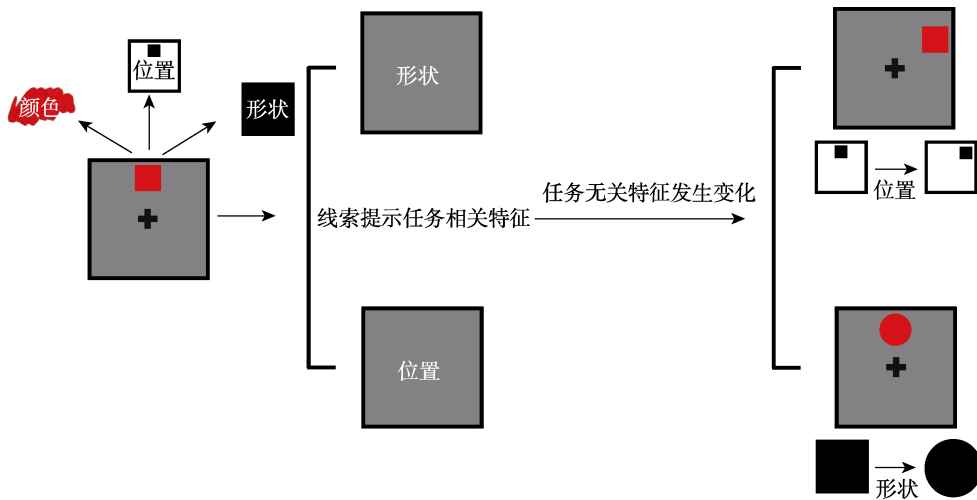 位置
颜色
形状
形状
线索提示任务相关特征
任务无关特征发生变化
位置
位置
形状